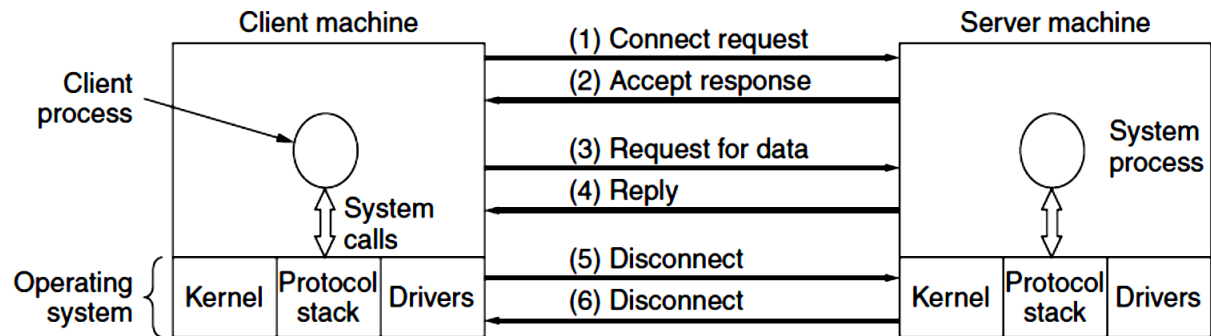 Client machine
Server machine
(1) Connect request
(2) Accept response
Client
process
(3) Request for data
System
process
(4) Reply
System
calls
(5) Disconnect
Operating
system
Kernel
Protocol
stack
Drivers
(6) Disconnect
Kernel
Protocol
stack
Drivers